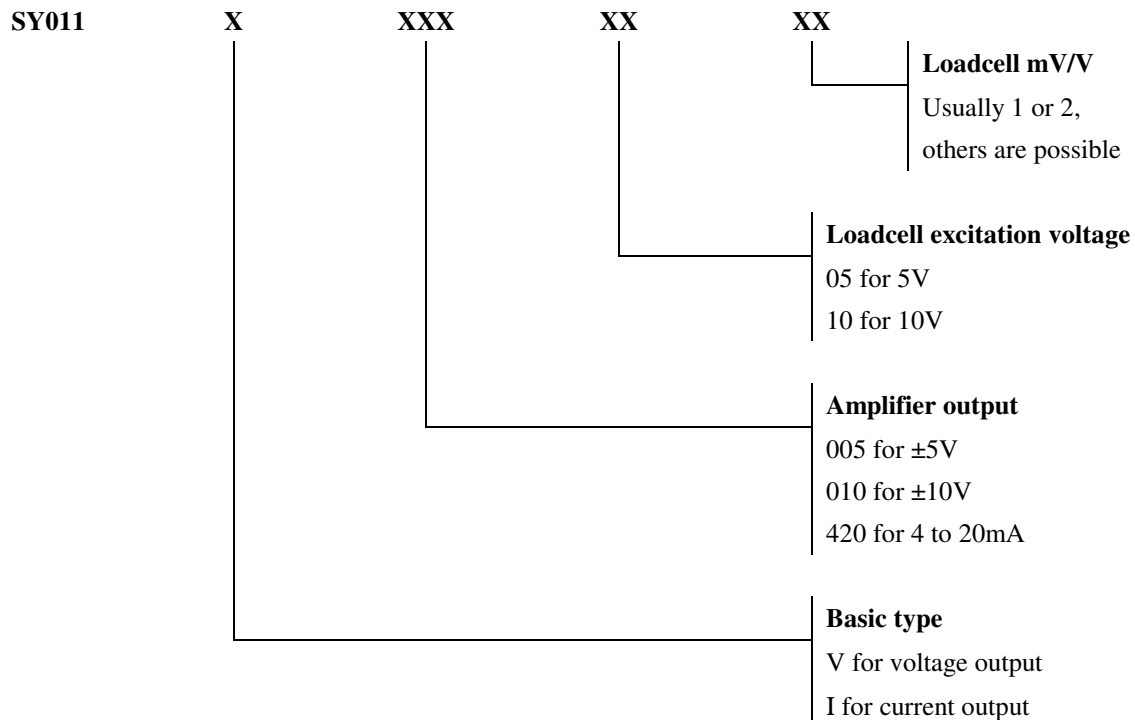 SY011 X XXX XX XX
Loadcell mV/V
Usually 1 or 2,
others are possible
Loadcell excitation voltage
05 for 5V
10 for 10V
Amplifier output
005 for ±5V
010 for ±10V
420 for 4 to 20mA
Basic type
V for voltage output
I for current output